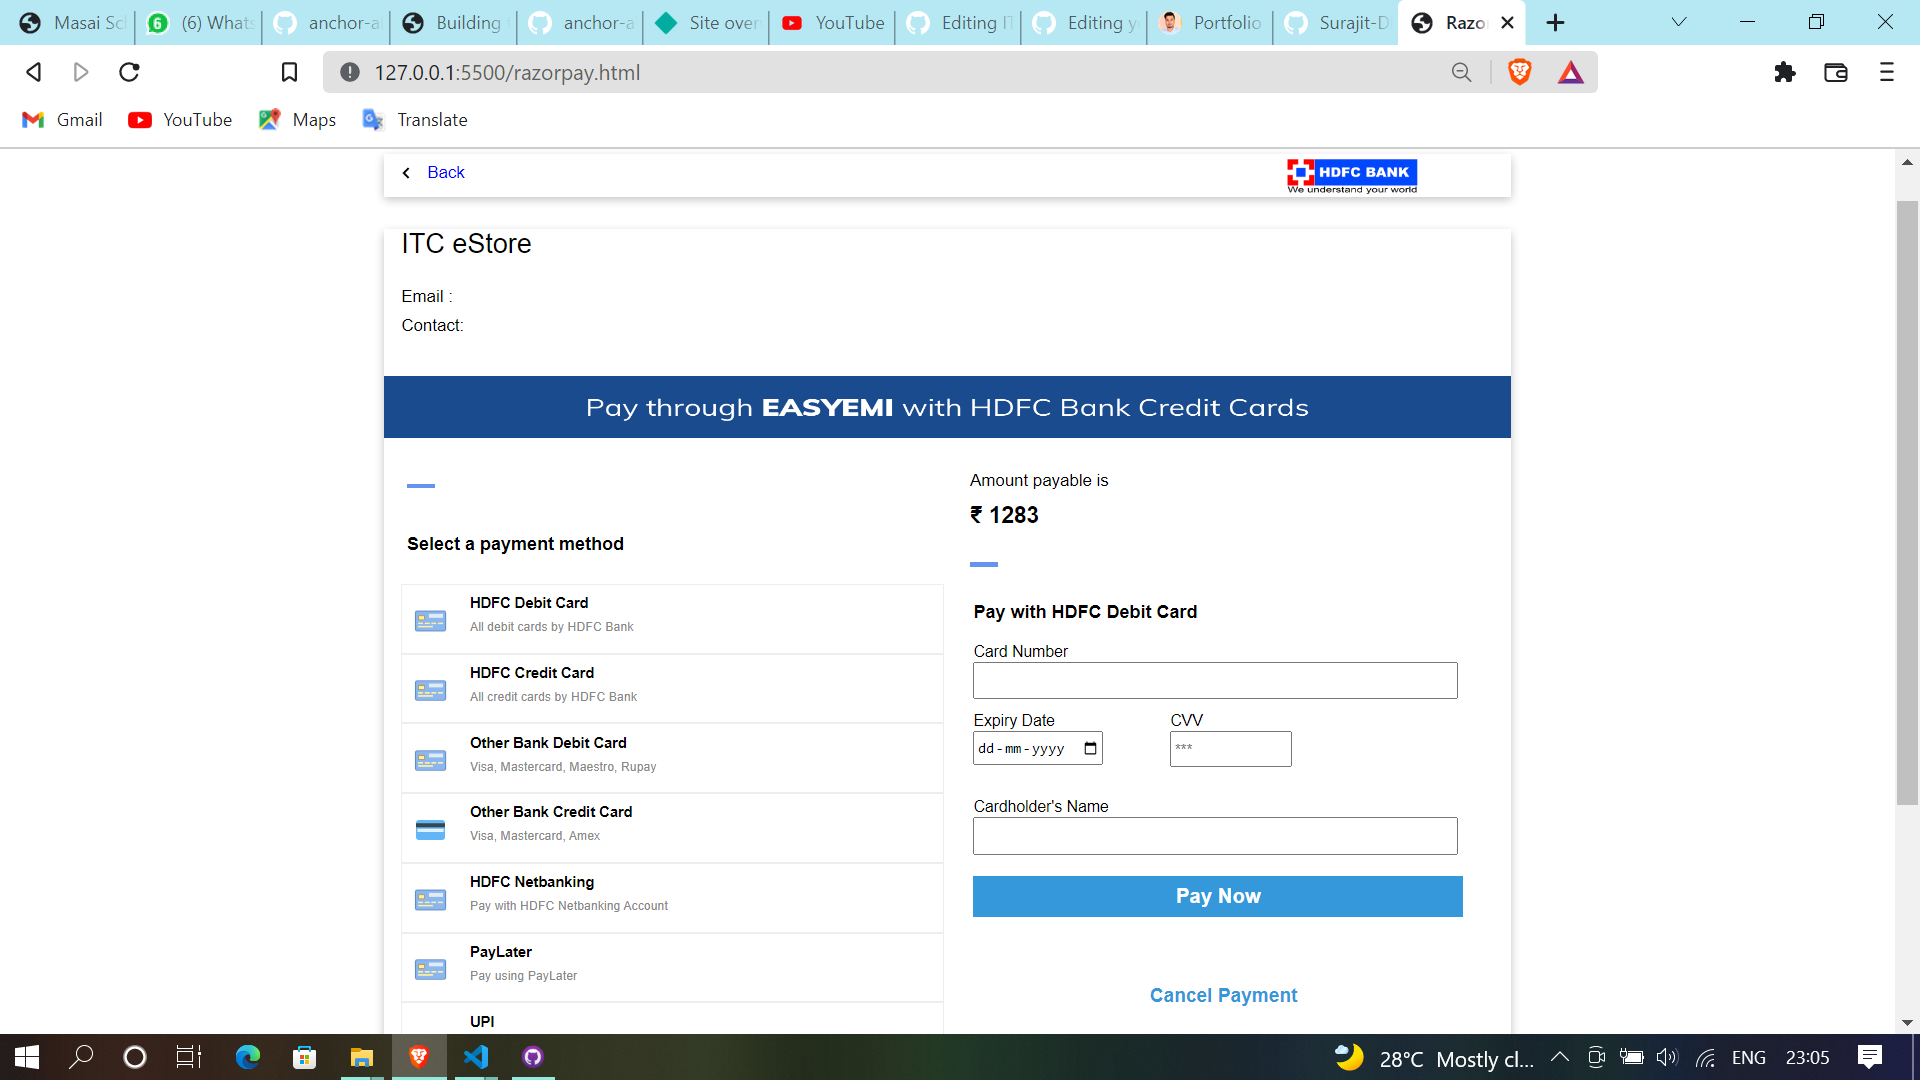 Masai Sc
6
(6) Whats
anchor-a
Building
anchor-a
Site over
YouTube
Editing IT
Editing y
Portfolio
Surajit-D
Razo
127.0.0.1:5500/razorpay.html
Gmail
YouTube
Maps
Translate
Back
HDFC BANK
We understand your world
ITC eStore
Email :
Contact:
Pay through EASYEMI with HDFC Bank Credit Cards
Select a payment method
HDFC Debit Card
All debit cards by HDFC Bank
HDFC Credit Card
All credit cards by HDFC Bank
Other Bank Debit Card
Visa, Mastercard, Maestro, Rupay
Other Bank Credit Card
Visa, Mastercard, Amex
HDFC Netbanking
Pay with HDFC Netbanking Account
PayLater
Pay using PayLater
UPI
Amount payable is
₹ 1283
Pay with HDFC Debit Card
Card Number
Expiry Date
CVV
dd-mm-yyyy
***
Cardholder's Name
Pay Now
Cancel Payment
28°C Mostly cl...
ENG
23:05